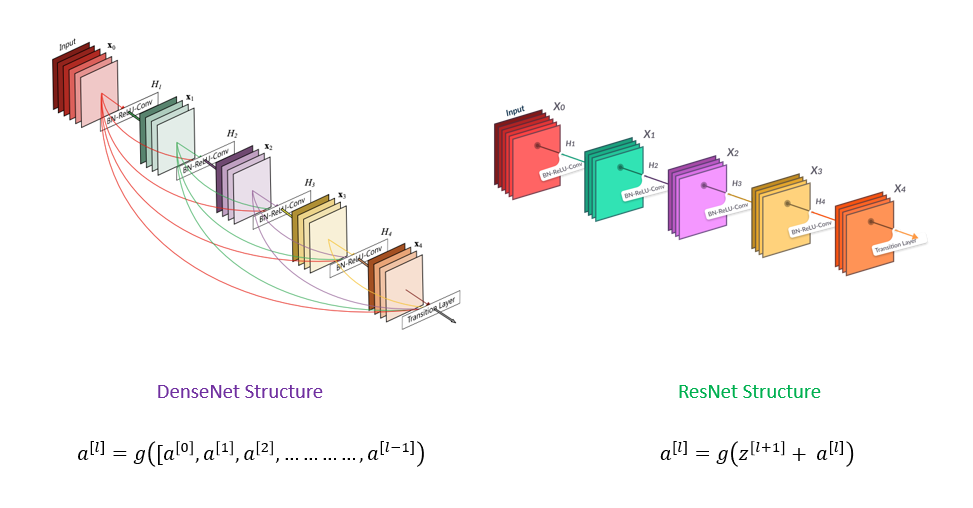 Input
x₀
H₁
x₁
BN-ReLU-Conv
H₂
x₂
BN-ReLU-Conv
H₃
x₃
BN-ReLU-Conv
H₄
x₄
BN-ReLU-Conv
Transition Layer
Input
X₀
H₁
X₁
BN-ReLU-Conv
H₂
X₂
BN-ReLU-Conv
H₃
X₃
BN-ReLU-Conv
H₄
X₄
BN-ReLU-Conv
Transition Layer
DenseNet Structure
ResNet Structure
a^[l] = g([a^[0], a^[1], a^[2], … … … …, a^[l−1])
a^[l] = g(z^[l+1] + a^[l])